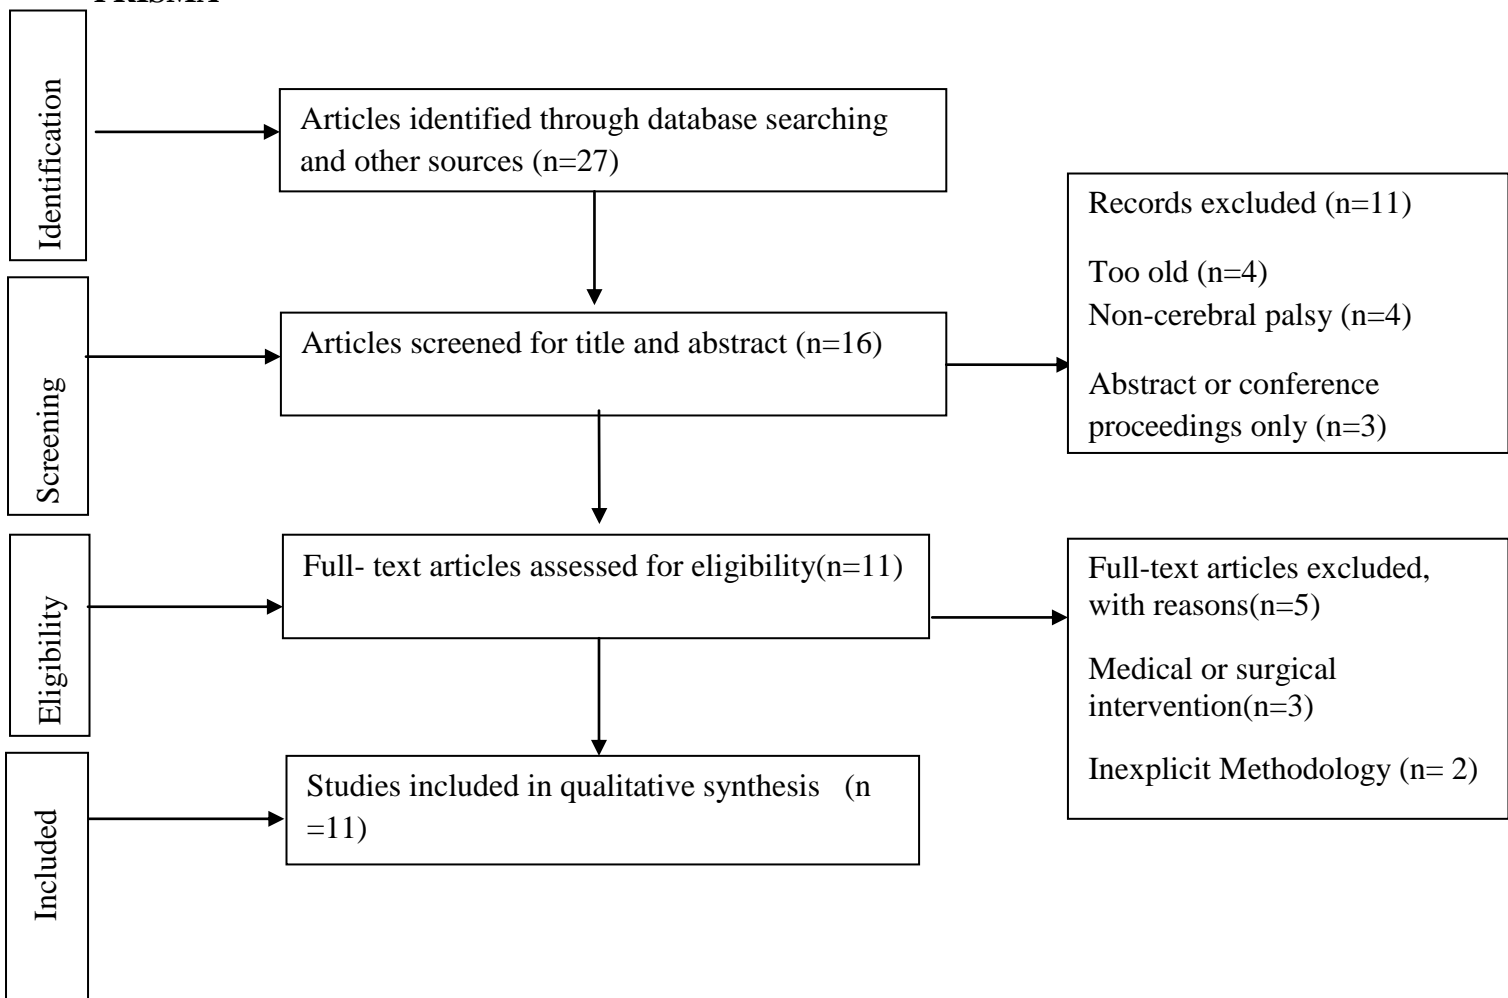 PRISMA
Identification
Articles identified through database searching
and other sources (n=27)
Records excluded (n=11)
Too old (n=4)
Non-cerebral palsy (n=4)
Abstract or conference
proceedings only (n=3)
Screening
Articles screened for title and abstract (n=16)
Eligibility
Full- text articles assessed for eligibility(n=11)
Full-text articles excluded,
with reasons(n=5)
Medical or surgical
intervention(n=3)
Inexplicit Methodology (n= 2)
Included
Studies included in qualitative synthesis (n
=11)